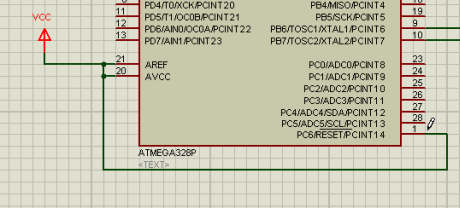 PD4/T0/XCK/PCINT20
PB4/MISO/PCINT4
11 PD5/T1/OC0B/PCINT21
PB5/SCK/PCINT5
12 PD6/AIN0/OC0A/PCINT22
PB6/TOSC1/XTAL1/PCINT6 9
13 PD7/AIN1/PCINT23
PB7/TOSC2/XTAL2/PCINT7 10
VCC
21 AREF
PC0/ADC0/PCINT8 23
20 AVCC
PC1/ADC1/PCINT9 24
PC2/ADC2/PCINT10 25
PC3/ADC3/PCINT11 26
PC4/ADC4/SDA/PCINT12 27
PC5/ADC5/SCL/PCINT13 28
PC6/RESET/PCINT14 1
ATMEGA328P
<TEXT>